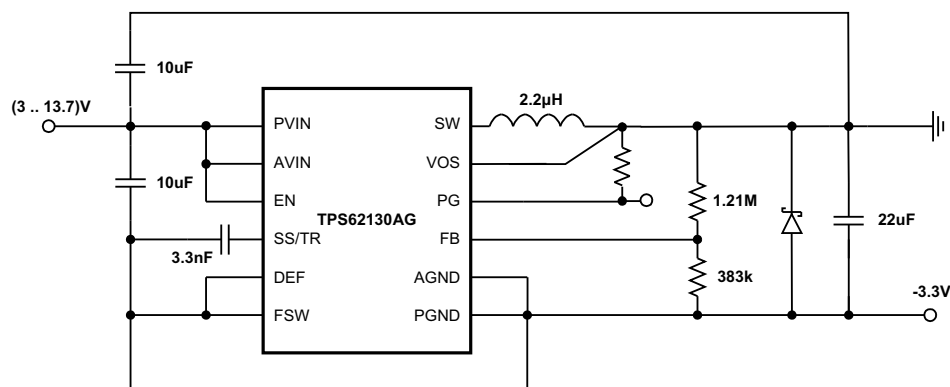 10uF
(3 .. 13.7)V
10uF
3.3nF
PVIN
AVIN
EN
SS/TR
DEF
FSW
TPS62130AG
SW
VOS
PG
FB
AGND
PGND
2.2µH
1.21M
383k
22uF
-3.3V